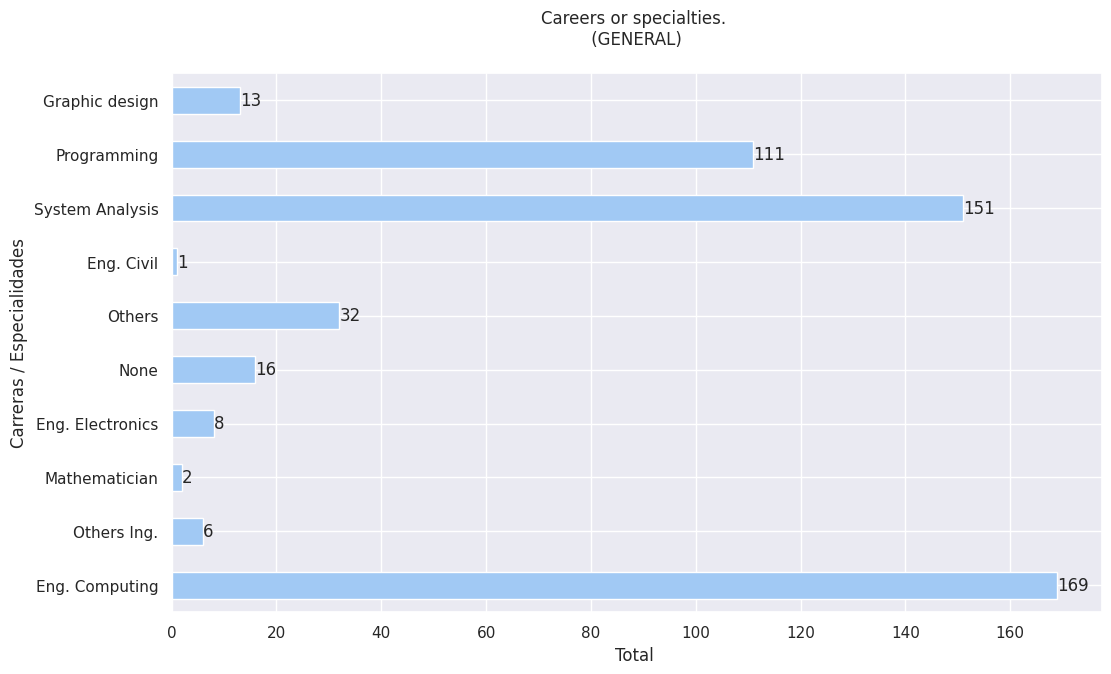 Careers or specialties.
(GENERAL)
Carreras / Especialidades
Graphic design 13
Programming 111
System Analysis 151
Eng. Civil 1
Others 32
None 16
Eng. Electronics 8
Mathematician 2
Others Ing. 6
Eng. Computing 169
0 20 40 60 80 100 120 140 160
Total